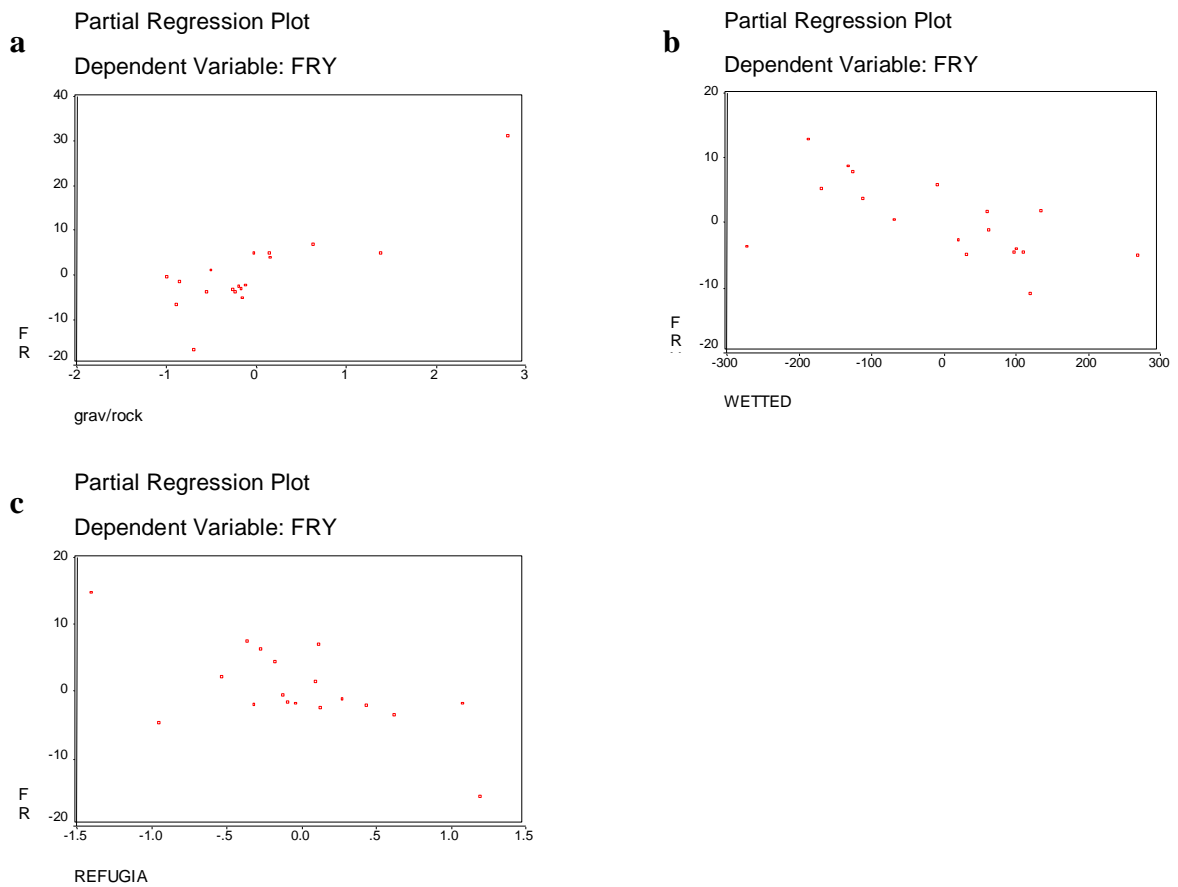 a
Partial Regression Plot
Dependent Variable: FRY
40
30
20
10
0
-10
-20
F
R
-2
-1
0
1
2
3
grav/rock
b
Partial Regression Plot
Dependent Variable: FRY
20
10
0
-10
-20
F
R
-300
-200
-100
0
100
200
300
WETTED
c
Partial Regression Plot
Dependent Variable: FRY
20
10
0
-10
-20
F
R
-1.5
-1.0
-.5
0.0
.5
1.0
1.5
REFUGIA